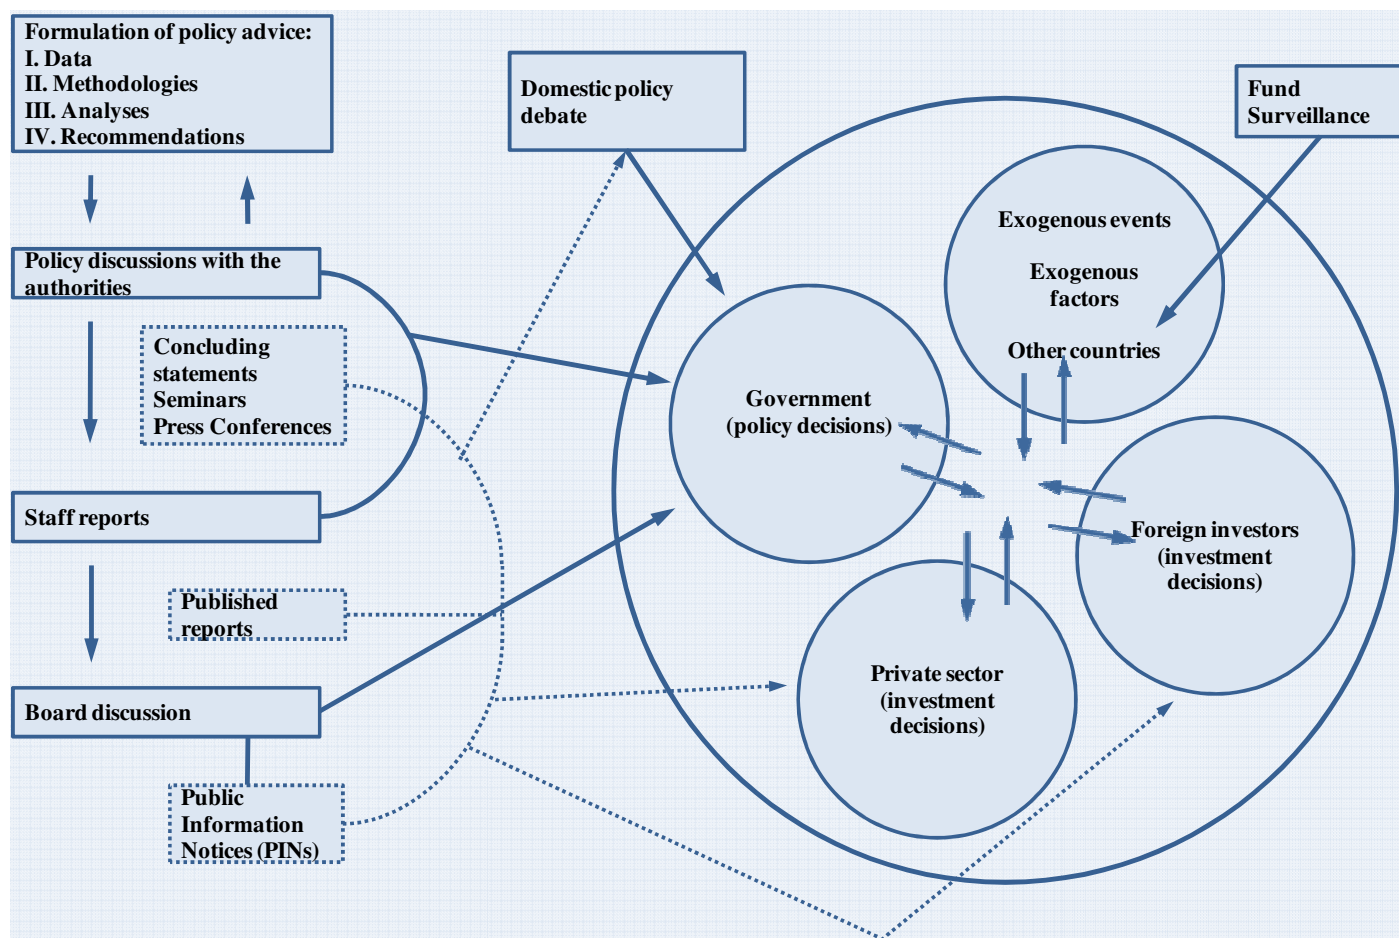 Formulation of policy advice:
I. Data
II. Methodologies
III. Analyses
IV. Recommendations
Domestic policy
debate
Fund
Surveillance
Policy discussions with the
authorities
Concluding
statements
Seminars
Press Conferences
Staff reports
Published
reports
Board discussion
Public
Information
Notices (PINs)
Exogenous events
Exogenous
factors
Other countries
Government
(policy decisions)
Foreign investors
(investment
decisions)
Private sector
(investment
decisions)